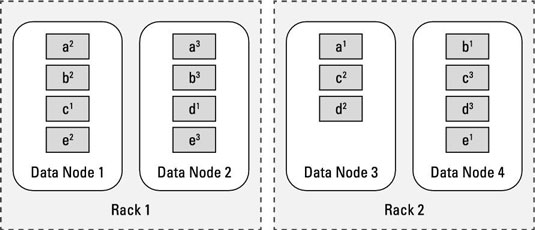 a² a³ a¹ b¹
b² b³ c² c³
c¹ d¹ d² d³
e² e³ e¹
Data Node 1 Data Node 2 Data Node 3 Data Node 4
Rack 1 Rack 2